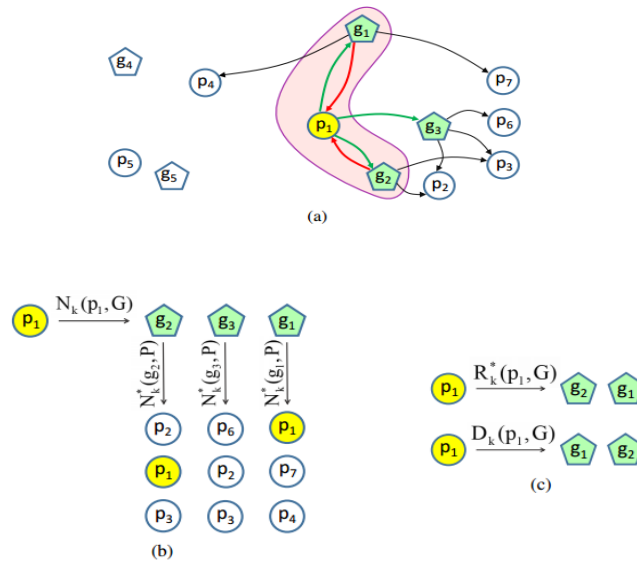 g₁
g₄
p₄
p₇
p₁
g₃
p₆
p₅
g₅
g₂
p₂
p₃
(a)
p₁ Nₖ(p₁, G) g₂ g₃ g₁
N*ₖ(g₂, P) N*ₖ(g₃, P) N*ₖ(g₁, P)
p₂ p₆ p₁
p₁ p₂ p₇
p₃ p₃ p₄
(b)
p₁ R*ₖ(p₁, G) g₂ g₁
p₁ Dₖ(p₁, G) g₁ g₂
(c)